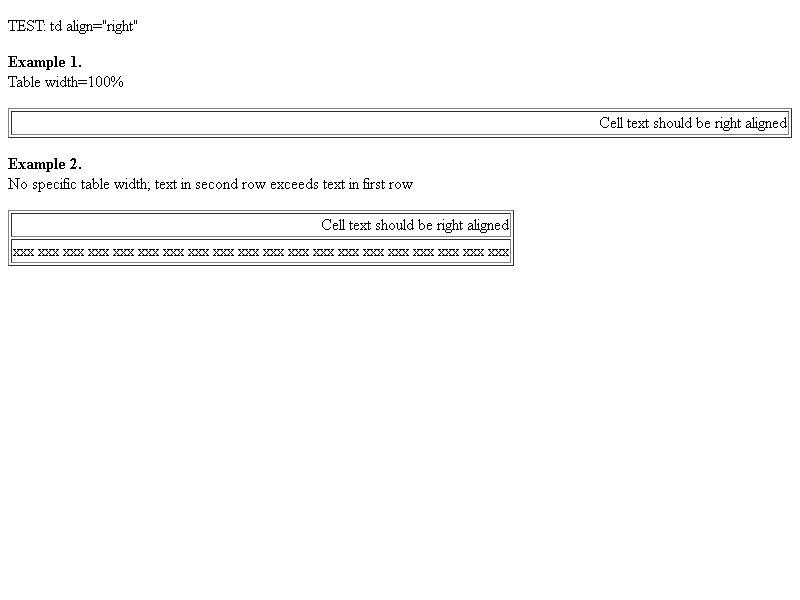 TEST: td align="right"
Example 1.
Table width=100%
Cell text should be right aligned
Example 2.
No specific table width; text in second row exceeds text in first row
Cell text should be right aligned
xxx xxx xxx xxx xxx xxx xxx xxx xxx xxx xxx xxx xxx xxx xxx xxx xxx xxx xxx xxx